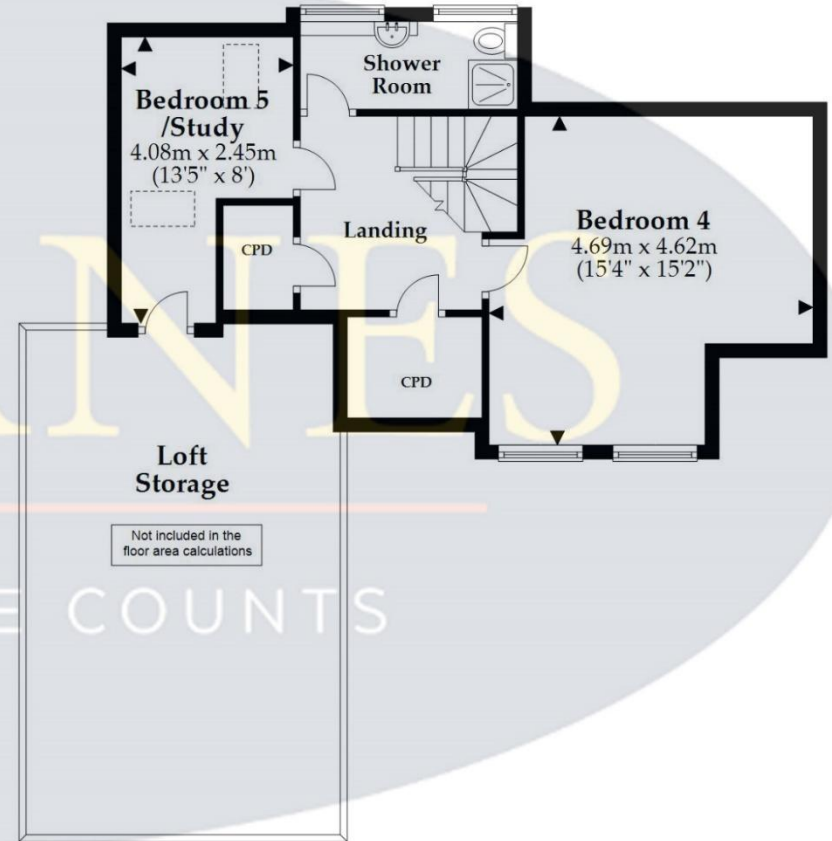 Shower
Room
Bedroom 5
/Study
4.08m x 2.45m
(13'5" x 8')
Landing
CPD
Bedroom 4
4.69m x 4.62m
(15'4" x 15'2")
CPD
Loft
Storage
Not included in the
floor area calculations
COUNTS